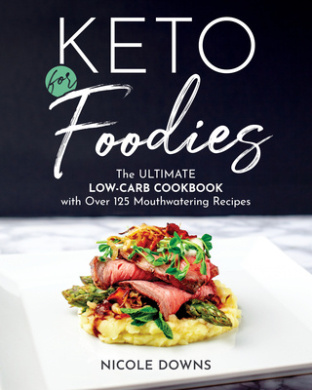 KETO
for
Foodies
The ULTIMATE
LOW-CARB COOKBOOK
with Over 125 Mouthwatering Recipes
NICOLE DOWNS